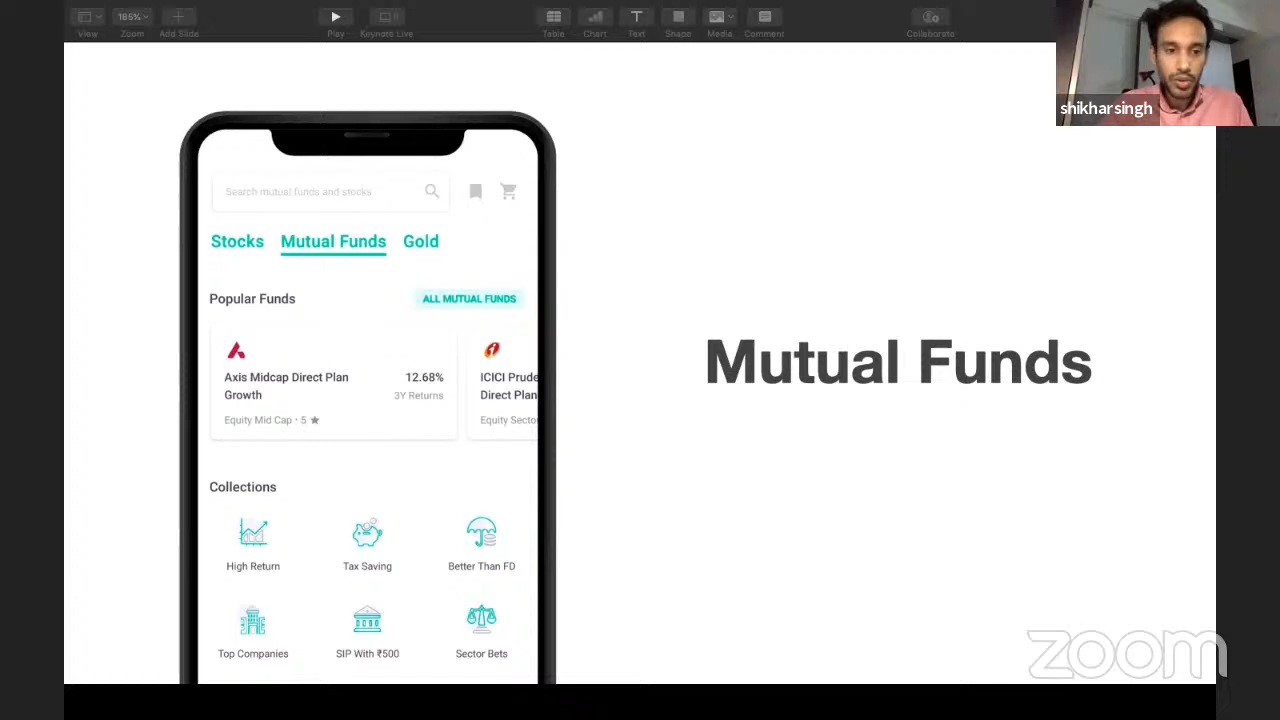 185%
View
Zoom
Add Slide
Play
Keynote Live
Table
Chart
Text
Shape
Media
Comment
Collaborate
shikharsingh
Search mutual funds and stocks
Stocks Mutual Funds Gold
Popular Funds
ALL MUTUAL FUNDS
Axis Midcap Direct Plan
Growth
12.68%
3Y Returns
Equity Mid Cap · 5 ★
ICICI Prude
Direct Plan
Equity Secto
Mutual Funds
Collections
High Return
Tax Saving
Better Than FD
Top Companies
SIP With ₹500
Sector Bets
zoom